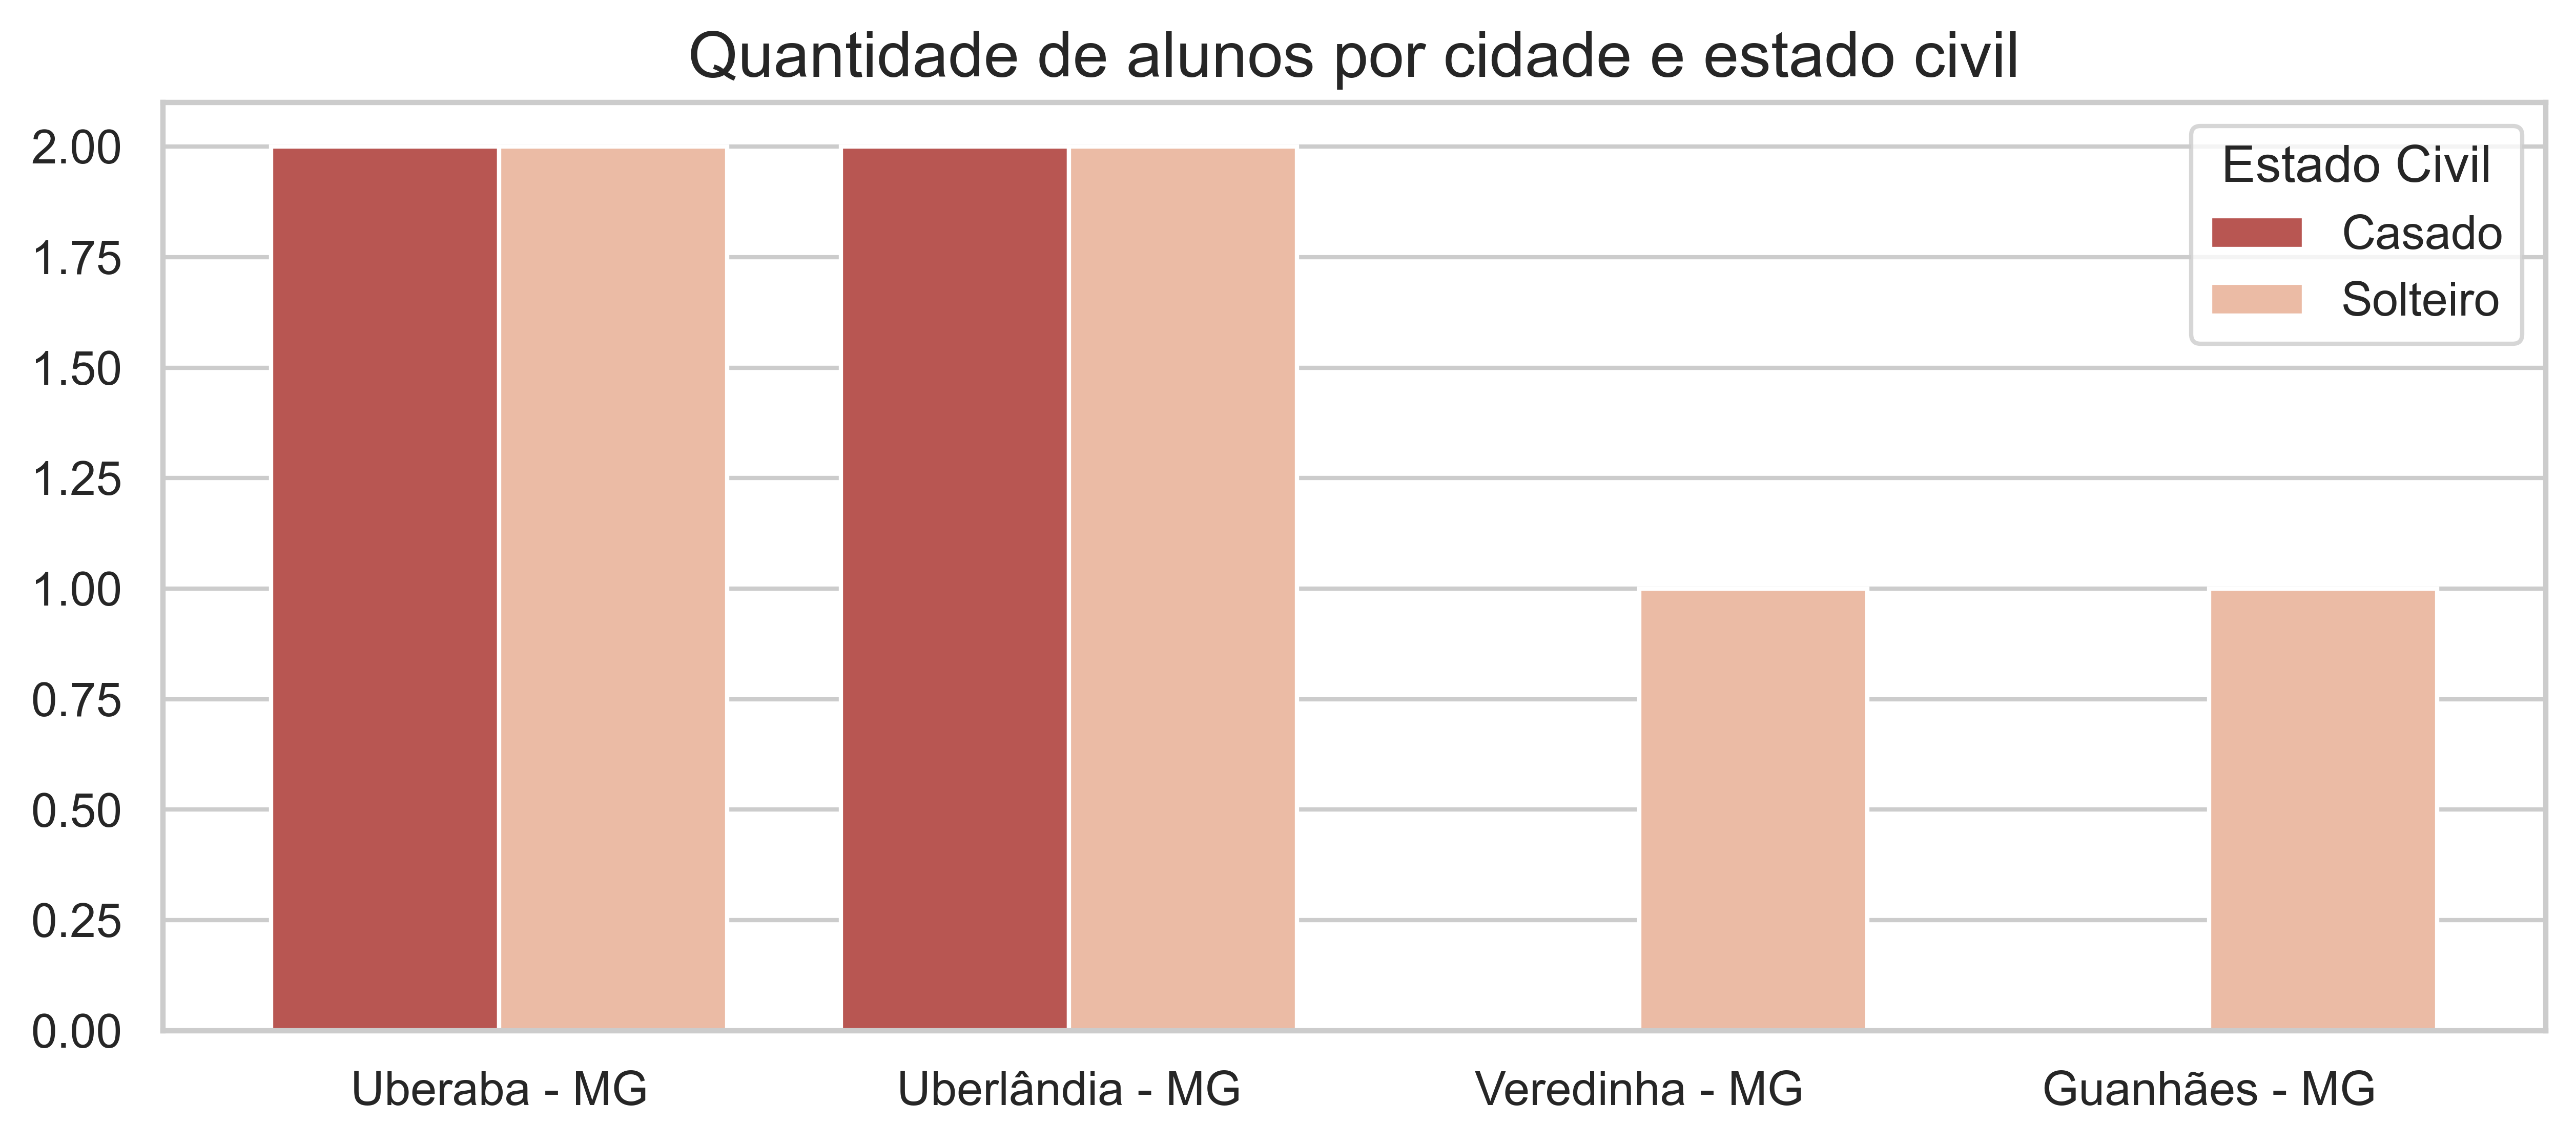 Quantidade de alunos por cidade e estado civil
2.00
1.75
1.50
1.25
1.00
0.75
0.50
0.25
0.00
Estado Civil
Casado
Solteiro
Uberaba - MG
Uberlândia - MG
Veredinha - MG
Guanhães - MG